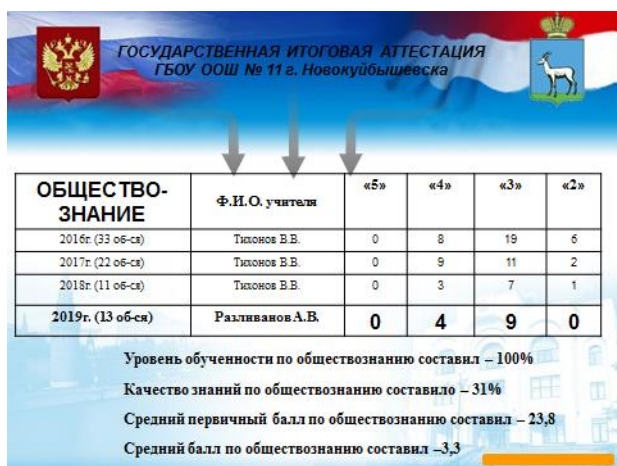 ГОСУДАРСТВЕННАЯ ИТОГОВАЯ АТТЕСТАЦИЯ
ГБОУ ООШ № 11 г. Новокуйбышевска
ОБЩЕСТВО-
ЗНАНИЕ Ф.И.О. учителя «5» «4» «3» «2»
2016г. (33 об-ся) Тихонов В.В. 0 8 19 6
2017г. (22 об-ся) Тихонов В.В. 0 9 11 2
2018г. (11 об-ся) Тихонов В.В. 0 3 7 1
2019г. (13 об-ся) Разливанов А.В. 0 4 9 0
Уровень обученности по обществознанию составил – 100%
Качество знаний по обществознанию составило – 31%
Средний первичный балл по обществознанию составил – 23,8
Средний балл по обществознанию составил –3,3